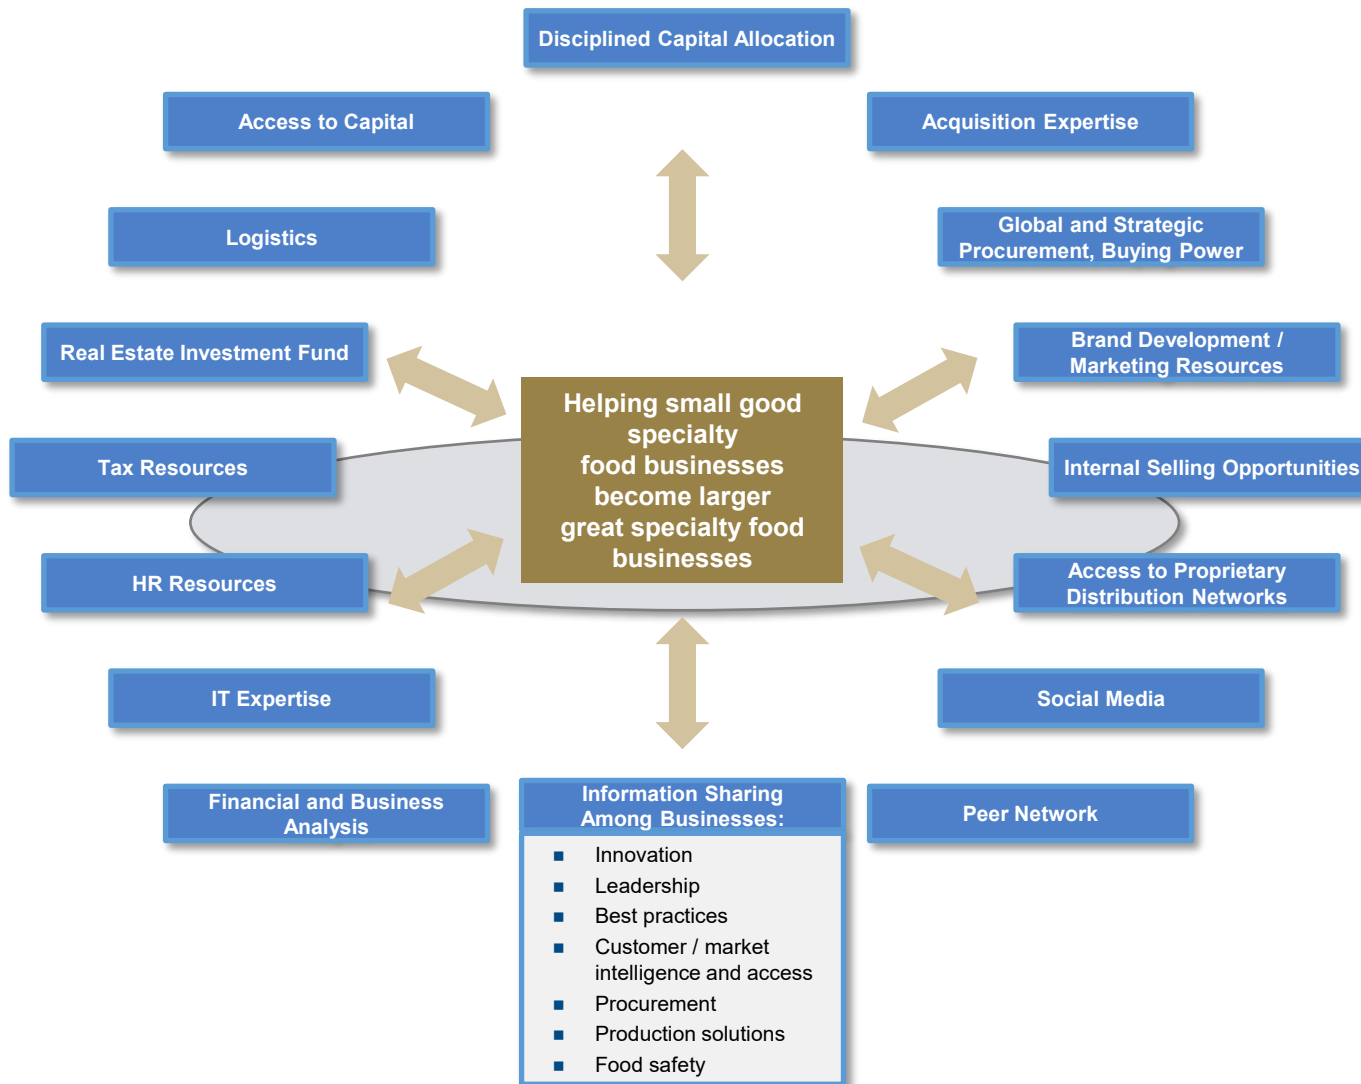 Disciplined Capital Allocation
Access to Capital
Acquisition Expertise
Logistics
Global and Strategic
Procurement, Buying Power
Real Estate Investment Fund
Brand Development /
Marketing Resources
Helping small good
specialty
food businesses
become larger
great specialty food
businesses
Tax Resources
Internal Selling Opportunities
HR Resources
Access to Proprietary
Distribution Networks
IT Expertise
Social Media
Financial and Business
Analysis
Information Sharing
Among Businesses:
Peer Network
■ Innovation
■ Leadership
■ Best practices
■ Customer / market
intelligence and access
■ Procurement
■ Production solutions
■ Food safety